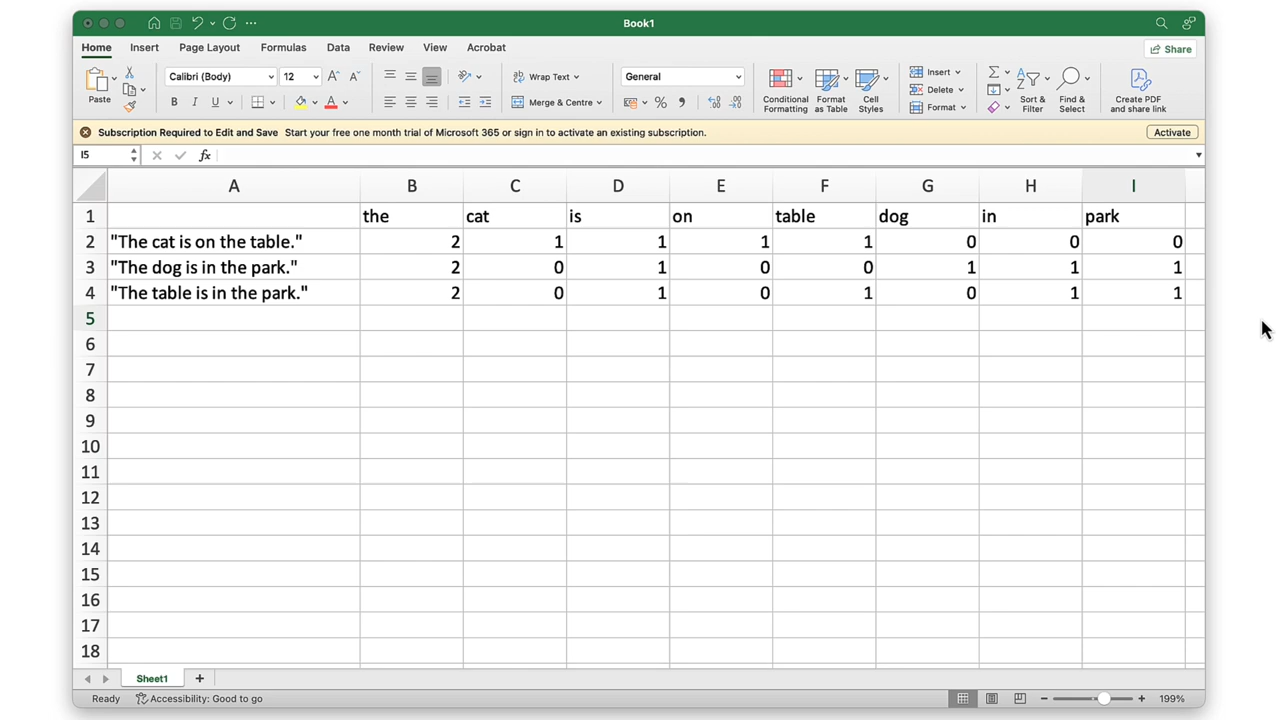 Book1
Home Insert Page Layout Formulas Data Review View Acrobat Share
Paste Calibri (Body) 12 Wrap Text General Insert
B I U Merge & Centre % Conditional Formatting Format as Table Cell Styles Delete Format Sort & Filter Find & Select Create PDF and share link
Subscription Required to Edit and Save Start your free one month trial of Microsoft 365 or sign in to activate an existing subscription. Activate
I5 fx
A B C D E F G H I
1 the cat is on table dog in park
2 "The cat is on the table." 2 1 1 1 1 0 0 0
3 "The dog is in the park." 2 0 1 0 0 1 1 1
4 "The table is in the park." 2 0 1 0 1 0 1 1
5
6
7
8
9
10
11
12
13
14
15
16
17
18
Sheet1 +
Ready Accessibility: Good to go 199%